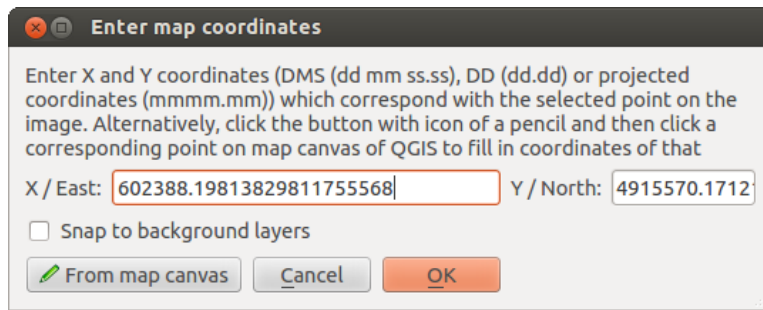 Enter map coordinates
Enter X and Y coordinates (DMS (dd mm ss.ss), DD (dd.dd) or projected
coordinates (mmmm.mm)) which correspond with the selected point on the
image. Alternatively, click the button with icon of a pencil and then click a
corresponding point on map canvas of QGIS to fill in coordinates of that
X / East: 602388.19813829811755568 Y / North: 4915570.1712
Snap to background layers
From map canvas Cancel OK